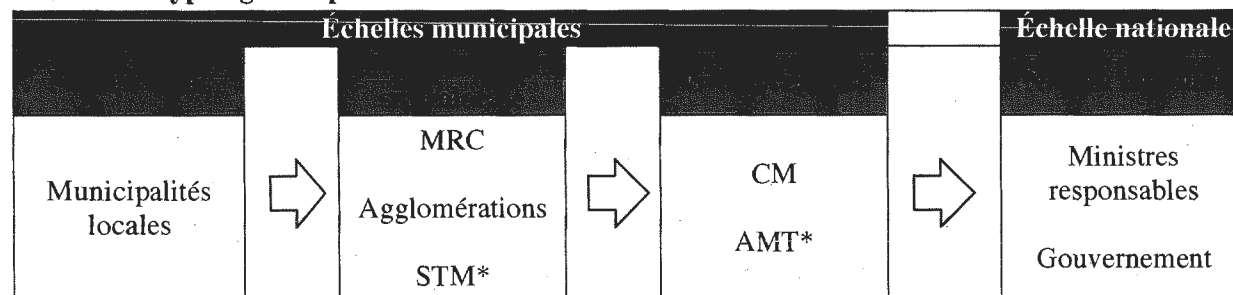 Échelles municipales
Échelle nationale
Municipalités
locales
MRC
Agglomérations
STM*
CM
AMT*
Ministres
responsables
Gouvernement